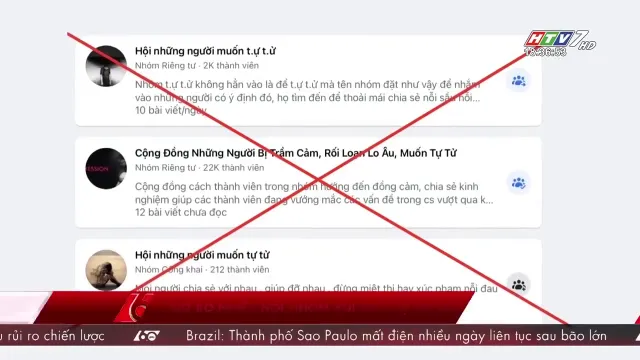 HTV7 HD
18:36:53
Hội những người muốn t.ự t.ử
Nhóm Riêng tư · 2K thành viên
Nhóm t.ự t.ử không hẳn vào là để t.ự t.ử mà tên nhóm đặt như vậy để nhắm
vào những người có ý định đó, họ tìm đến để thoải mái chia sẻ nỗi sầu nỗi...
10 bài viết/ngày
ESSION
Cộng Đồng Những Người Bị Trầm Cảm, Rối Loạn Lo Âu, Muốn Tự Tử
Nhóm Riêng tư · 22K thành viên
Cộng đồng cách thành viên trong nhóm hướng đến đồng cảm, chia sẻ kinh
nghiệm giúp các thành viên đang vướng mắc các vấn đề trong cs vượt qua k...
12 bài viết chưa đọc
Hội những người muốn tự tử
Nhóm Công khai · 212 thành viên
Mọi người chia sẻ với nhau , giúp đỡ nhau , đừng miệt thị hay xúc phạm nỗi đau
rủi ro chiến lược
Brazil: Thành phố Sao Paulo mất điện nhiều ngày liên tục sau bão lớn